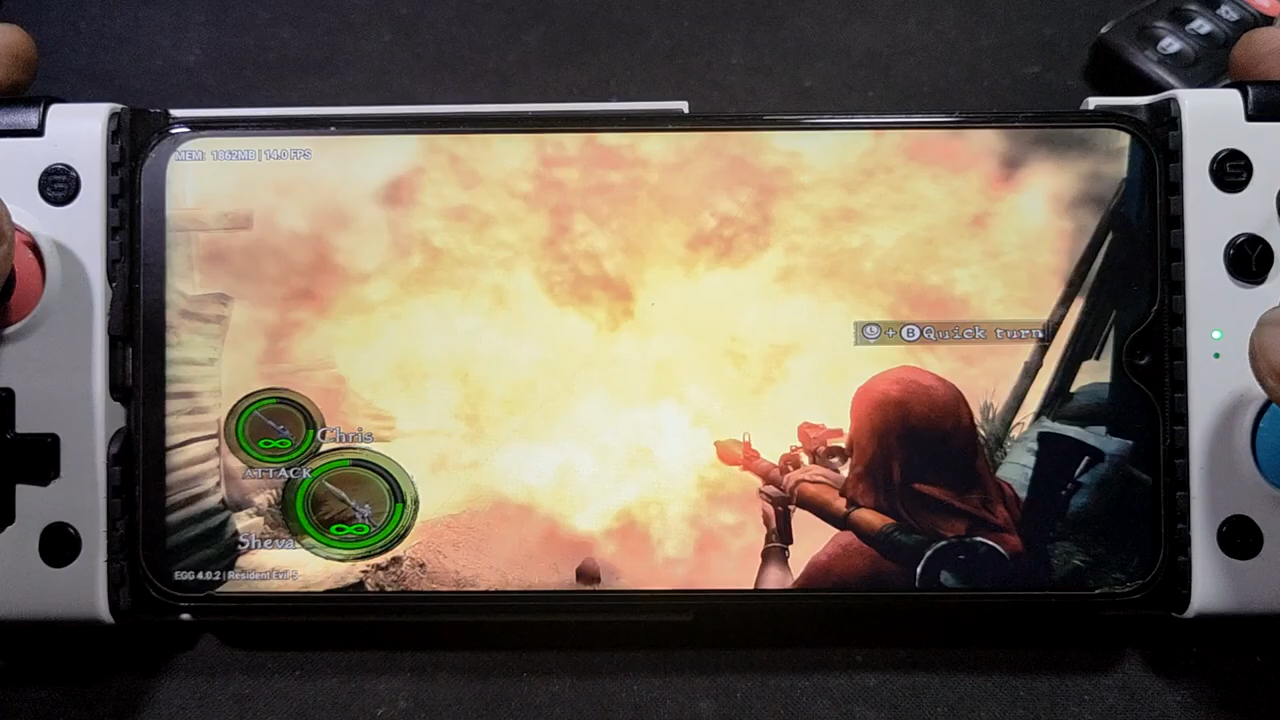 MEM: 1862MB | 14.0 FPS
G
S
Y
L + B Quick turn
Chris
ATTACK
Sheva
EGG 4.0.2 | Resident Evil 5